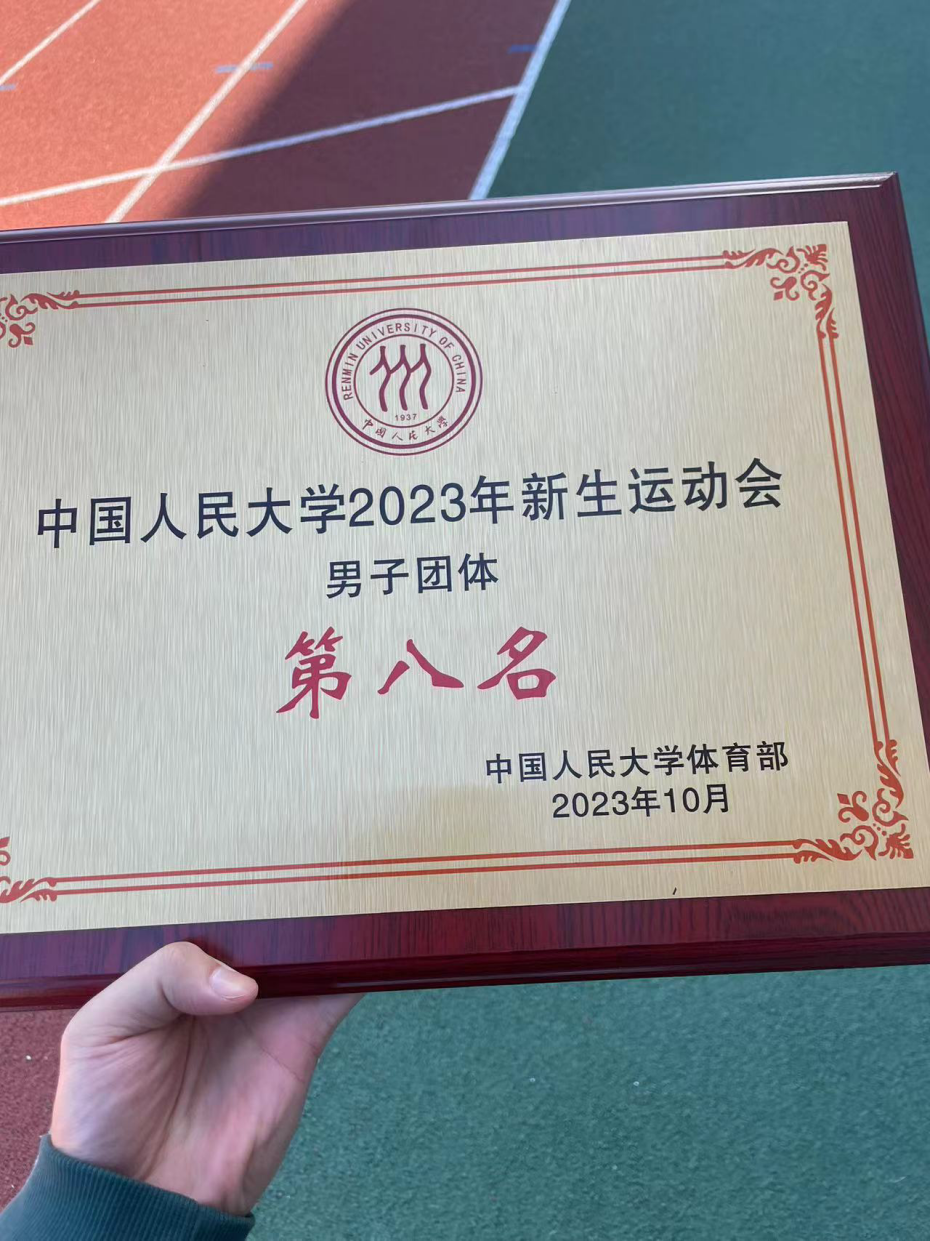 RENMIN UNIVERSITY OF CHINA
1937
中国人民大学
中国人民大学2023年新生运动会
男子团体
第八名
中国人民大学体育部
2023年10月